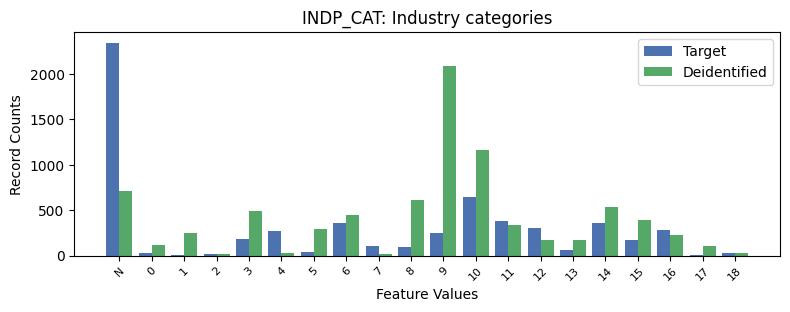 INDP_CAT: Industry categories
Target
Deidentified
Record Counts
2000
1500
1000
500
0
N 0 1 2 3 4 5 6 7 8 9 10 11 12 13 14 15 16 17 18
Feature Values